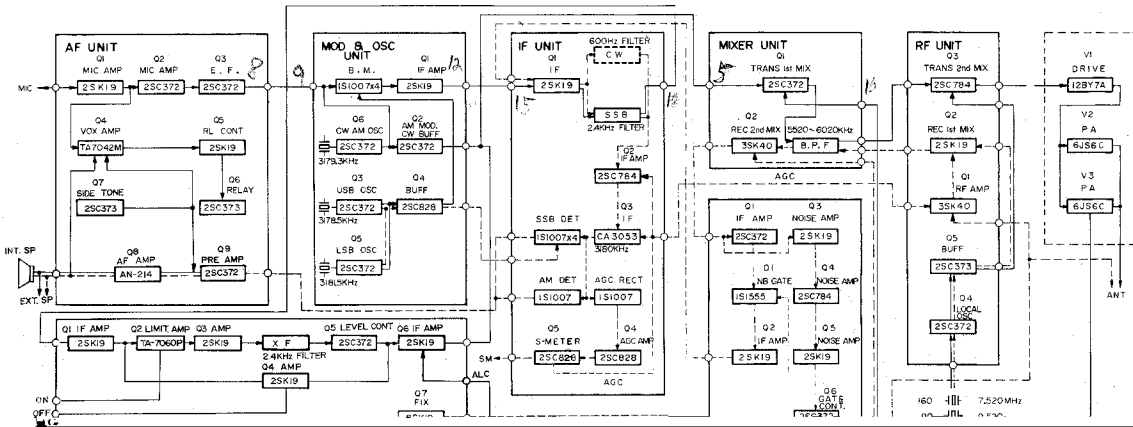 AF UNIT
Q1
MIC AMP
2SK19
Q2
MIC AMP
2SC372
Q3
E. F.
2SC372
8
MIC
Q4
VOX AMP
TA7042M
Q5
RL CONT
2SK19
Q7
SIDE TONE
2SC373
Q6
RELAY
2SC373
INT. SP
EXT. SP
Q8
AF AMP
AN-214
Q9
PRE AMP
2SC372
9
MOD & OSC
UNIT
B. M.
1S1007x4
Q1
IF AMP
2SK19
12
Q6
CW AM OSC
2SC372
3179.3KHz
Q2
AM MOD.
CW BUFF
2SC372
Q3
USB OSC
2SC372
3178.5KHz
Q4
BUFF
2SC828
Q5
LSB OSC
2SC372
3181.5KHz
IF UNIT
600Hz FILTER
C W
Q1
IF
2SK19
S S B
2.4KHz FILTER
Q2
IF AMP
2SC784
Q3
IF
CA3053
3180KHz
SSB DET
1S1007x4
AM DET
1S1007
AGC RECT
1S1007
Q5
S-METER
2SC828
Q4
AGC AMP
2SC828
SM
AGC
MIXER UNIT
5
Q1
TRANS 1st MIX
2SC372
Q2
REC 2nd MIX
3SK40
5520~6020KHz
B. P. F
AGC
Q1
IF AMP
2SC372
Q3
NOISE AMP
2SK19
D1
NB GATE
1S1555
Q4
NOISE AMP
2SC784
Q2
IF AMP
2SK19
Q5
NOISE AMP
2SK19
Q6
GATE
CONT.
2SC372
RF UNIT
Q3
TRANS 2nd MIX
2SC784
Q2
REC 1st MIX
2SK19
Q1
RF AMP
3SK40
Q5
BUFF
2SC373
Q4
LOCAL
OSC
2SC372
160
7.520MHz
80
9.520
V1
DRIVE
12BY7A
V2
P A
6JS6C
V3
P A
6JS6C
ANT
Q1 IF AMP
2SK19
Q2 LIMIT. AMP
TA-7060P
Q3 AMP
2SK19
X F
2.4KHz FILTER
Q5 LEVEL CONT
2SC372
Q6 IF AMP
2SK19
Q4 AMP
2SK19
ALC
ON
OFF
Q7
FIX